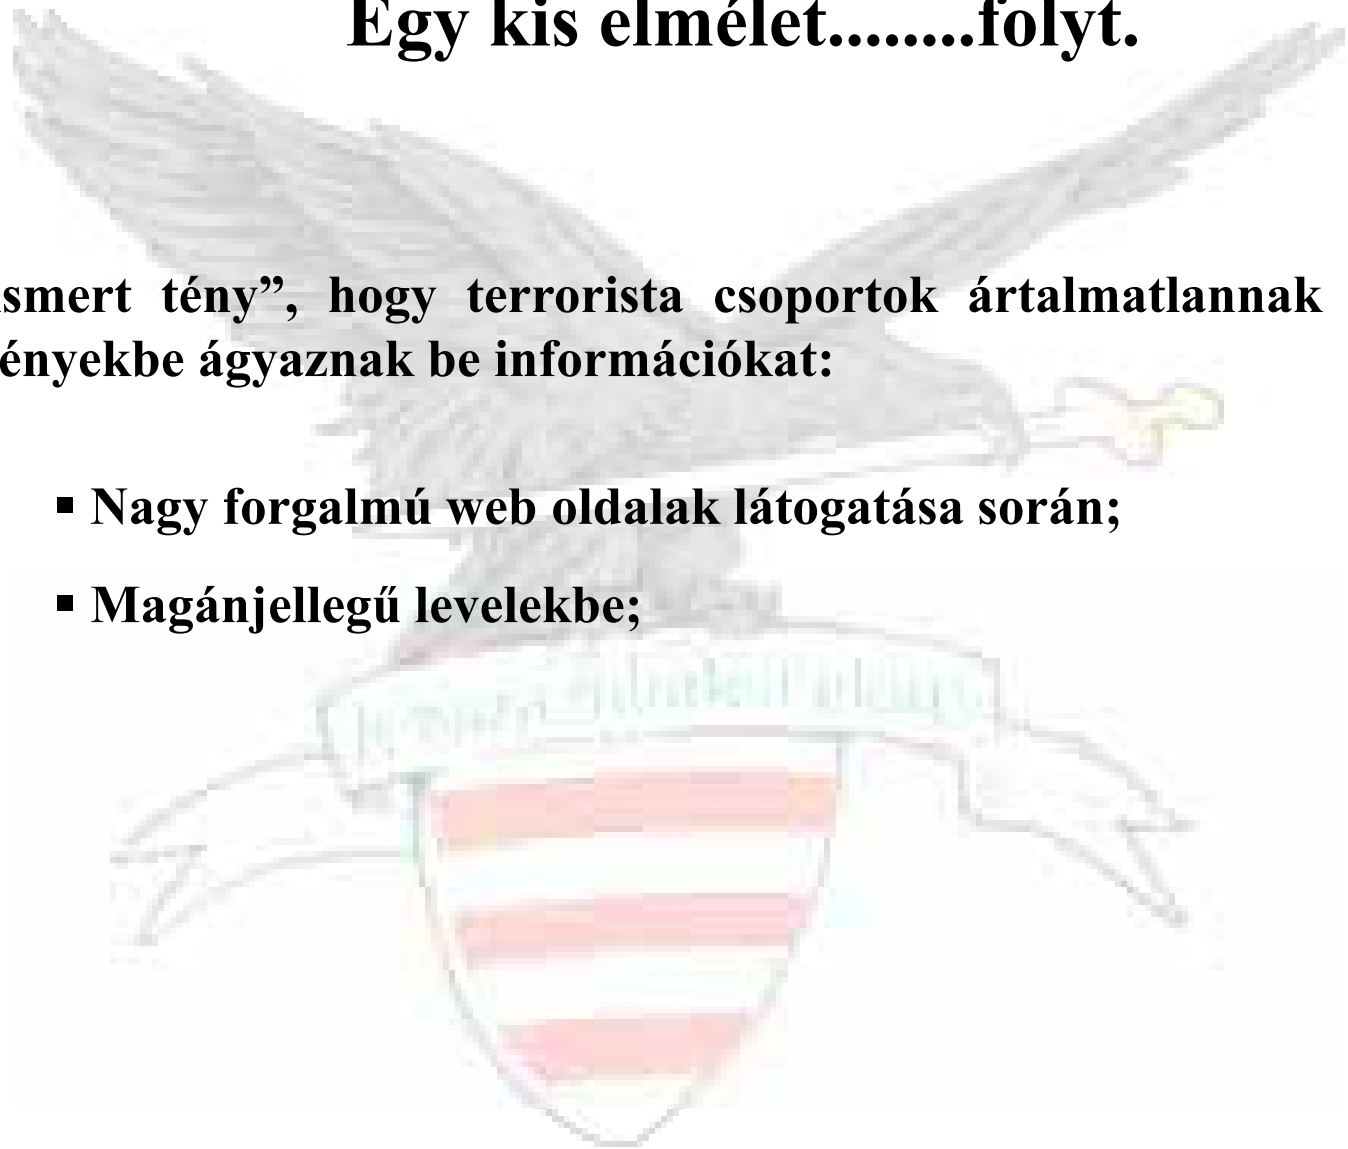 Egy kis elmélet........folyt.
ismert tény”, hogy terrorista csoportok ártalmatlannak
ényekbe ágyaznak be információkat:
▪ Nagy forgalmú web oldalak látogatása során;
▪ Magánjellegű levelekbe;